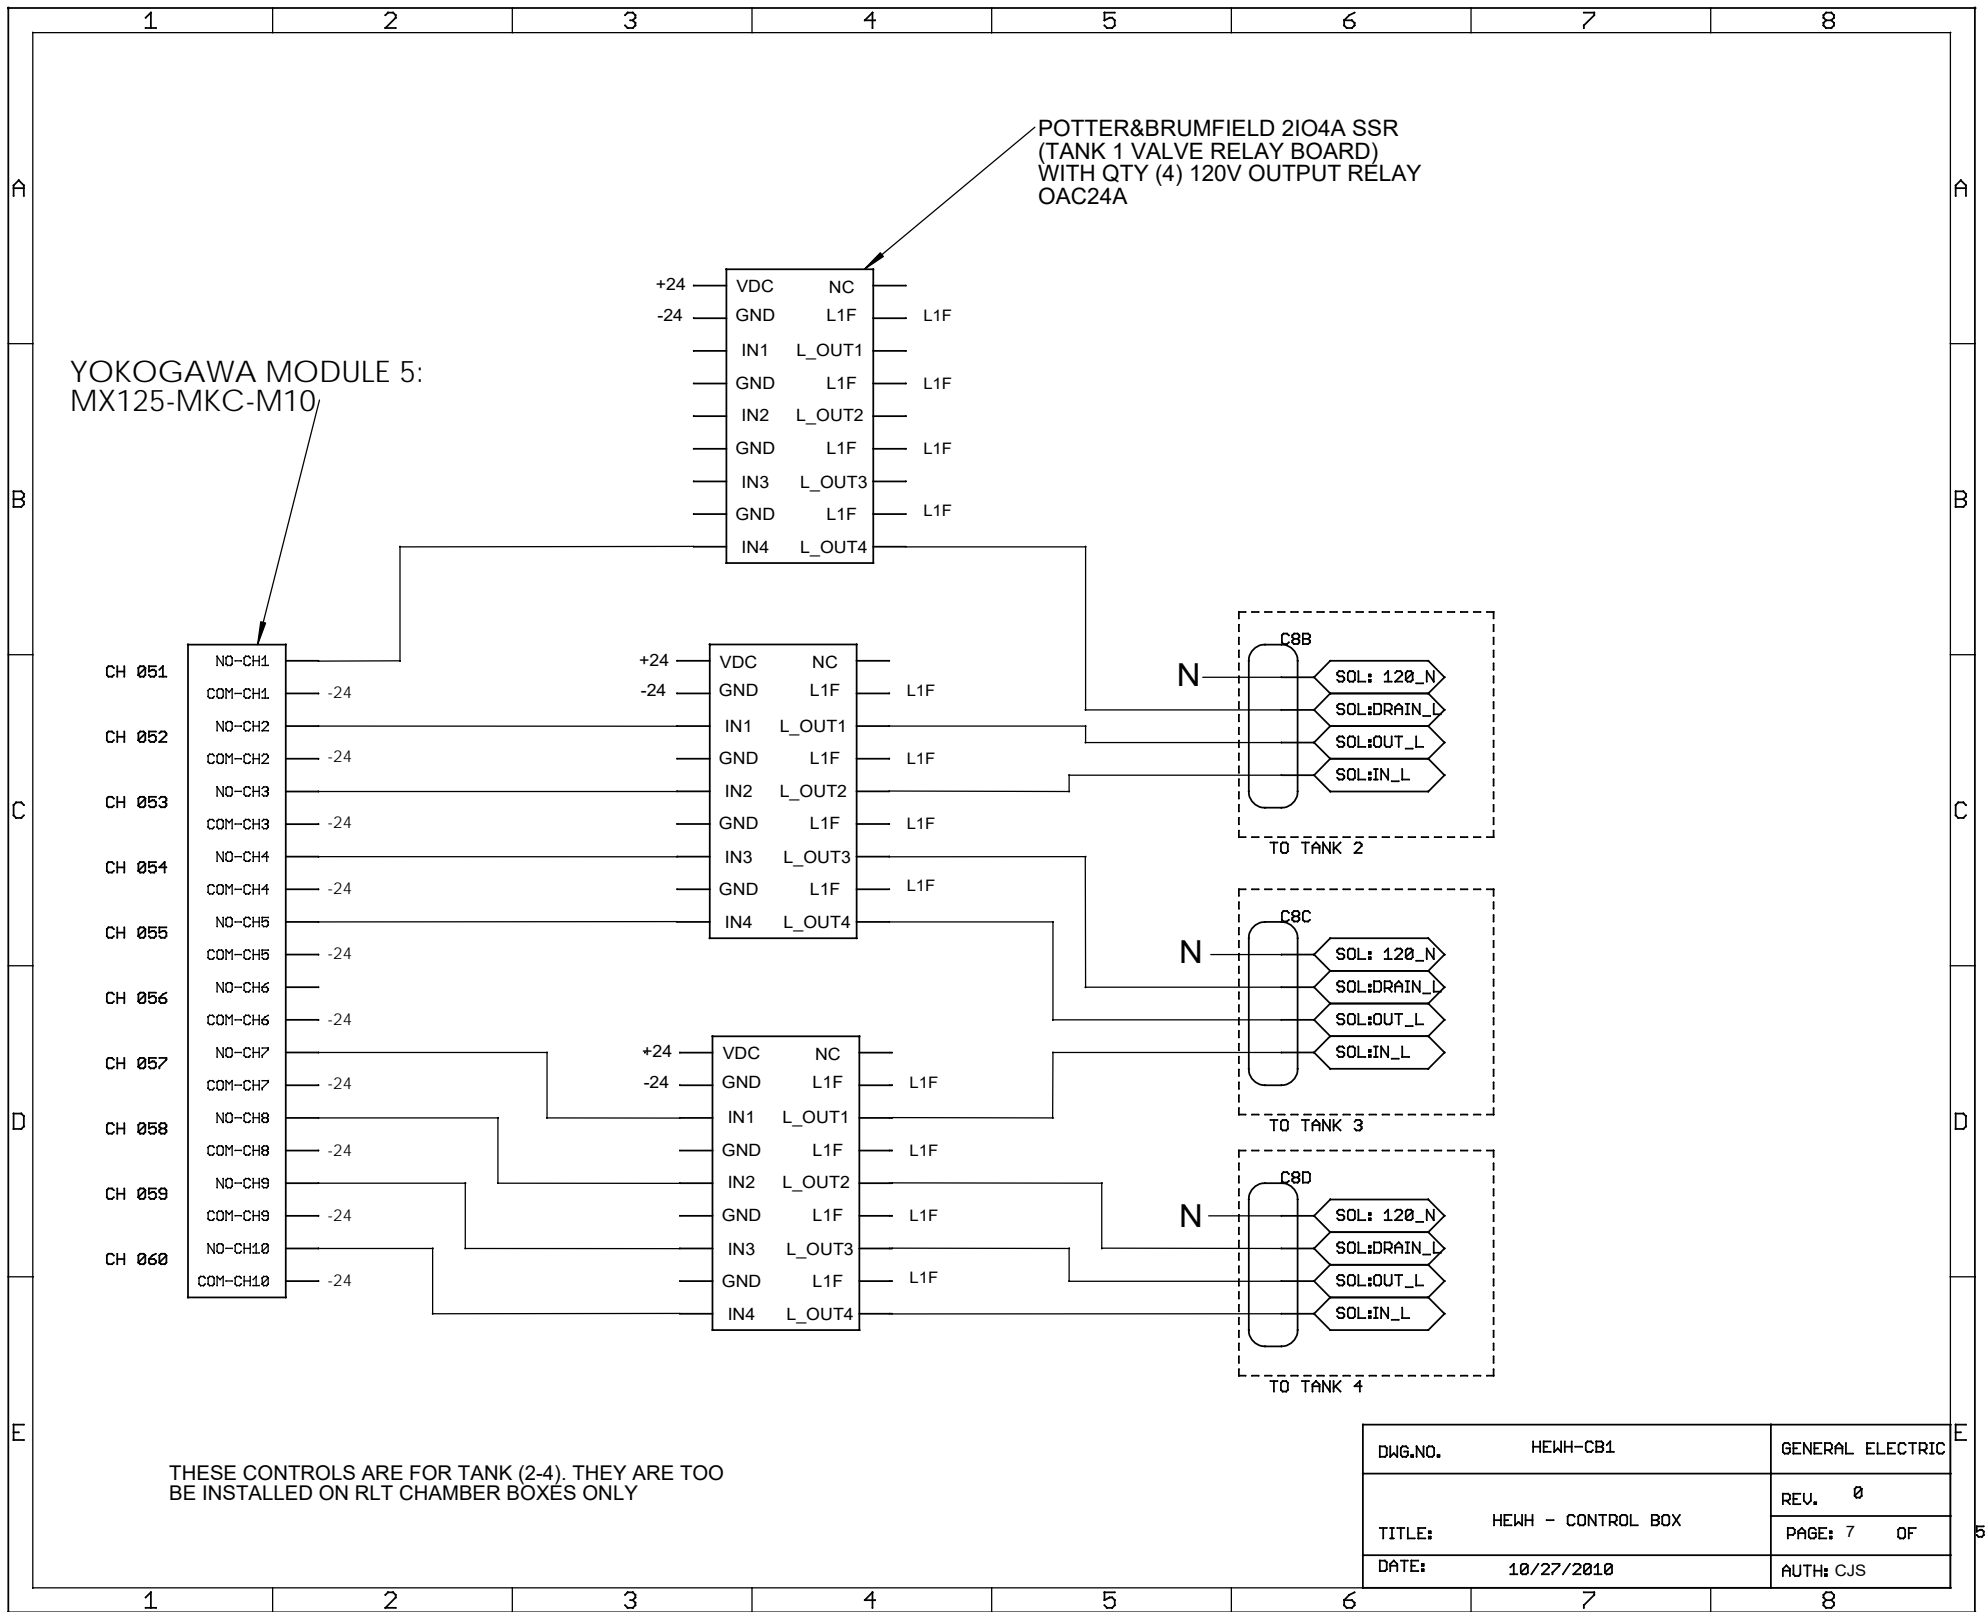 1 2 3 4 5 6 7 8
POTTER&BRUMFIELD 2IO4A SSR
(TANK 1 VALVE RELAY BOARD)
WITH QTY (4) 120V OUTPUT RELAY
OAC24A
A A
+24 VDC NC
-24 GND L1F L1F
IN1 L_OUT1
GND L1F L1F
IN2 L_OUT2
GND L1F L1F
IN3 L_OUT3
GND L1F L1F
IN4 L_OUT4
YOKOGAWA MODULE 5:
MX125-MKC-M10
B B
CH 051
CH 052
CH 053
CH 054
CH 055
CH 056
CH 057
CH 058
CH 059
CH 060
NO-CH1
COM-CH1 -24
NO-CH2
COM-CH2 -24
NO-CH3
COM-CH3 -24
NO-CH4
COM-CH4 -24
NO-CH5
COM-CH5 -24
NO-CH6
COM-CH6 -24
NO-CH7
COM-CH7 -24
NO-CH8
COM-CH8 -24
NO-CH9
COM-CH9 -24
NO-CH10
COM-CH10 -24
+24 VDC NC
-24 GND L1F L1F
IN1 L_OUT1
GND L1F L1F
IN2 L_OUT2
GND L1F L1F
IN3 L_OUT3
GND L1F L1F
IN4 L_OUT4
C8B
N SOL: 120_N
SOL:DRAIN_L
SOL:OUT_L
SOL:IN_L
TO TANK 2
C C
C8C
N SOL: 120_N
SOL:DRAIN_L
SOL:OUT_L
SOL:IN_L
TO TANK 3
+24 VDC NC
-24 GND L1F L1F
IN1 L_OUT1
GND L1F L1F
IN2 L_OUT2
GND L1F L1F
IN3 L_OUT3
GND L1F L1F
IN4 L_OUT4
D D
C8D
N SOL: 120_N
SOL:DRAIN_L
SOL:OUT_L
SOL:IN_L
TO TANK 4
E E
THESE CONTROLS ARE FOR TANK (2-4). THEY ARE TOO
BE INSTALLED ON RLT CHAMBER BOXES ONLY
DWG.NO. HEWH-CB1 GENERAL ELECTRIC
REV. 0
TITLE: HEWH - CONTROL BOX
PAGE: 7 OF 5
DATE: 10/27/2010 AUTH: CJS
1 2 3 4 5 6 7 8